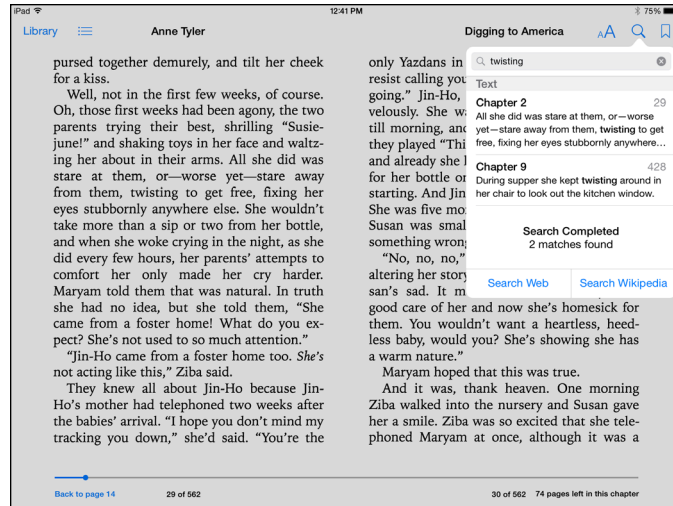 iPad 12:41 PM 75%
Library Anne Tyler Digging to America AA
pursed together demurely, and tilt her cheek
for a kiss.
Well, not in the first few weeks, of course.
Oh, those first weeks had been agony, the two
parents trying their best, shrilling “Susie-
june!” and shaking toys in her face and waltz-
ing her about in their arms. All she did was
stare at them, or—worse yet—stare away
from them, twisting to get free, fixing her
eyes stubbornly anywhere else. She wouldn’t
take more than a sip or two from her bottle,
and when she woke crying in the night, as she
did every few hours, her parents’ attempts to
comfort her only made her cry harder.
Maryam told them that was natural. In truth
she had no idea, but she told them, “She
came from a foster home! What do you ex-
pect? She’s not used to so much attention.”
“Jin-Ho came from a foster home too. She’s
not acting like this,” Ziba said.
They knew all about Jin-Ho because Jin-
Ho’s mother had telephoned two weeks after
the babies’ arrival. “I hope you don’t mind my
tracking you down,” she’d said. “You’re the
only Yazdans in
resist calling you
going.” Jin-Ho,
velously. She wa
till morning, and
they played “Thi
and already she h
for her bottle or
starting. And Jin
She was five mo
Susan was smal
something wrong
“No, no, no,”
altering her story
san’s sad. It m
good care of her and now she’s homesick for
them. You wouldn’t want a heartless, heed-
less baby, would you? She’s showing she has
a warm nature.”
Maryam hoped that this was true.
And it was, thank heaven. One morning
Ziba walked into the nursery and Susan gave
her a smile. Ziba was so excited that she tele-
phoned Maryam at once, although it was a
twisting
Text
Chapter 2 29
All she did was stare at them, or—worse
yet—stare away from them, twisting to get
free, fixing her eyes stubbornly anywhere…
Chapter 9 428
During supper she kept twisting around in
her chair to look out the kitchen window.
Search Completed
2 matches found
Search Web Search Wikipedia
Back to page 14 29 of 562 30 of 562 74 pages left in this chapter